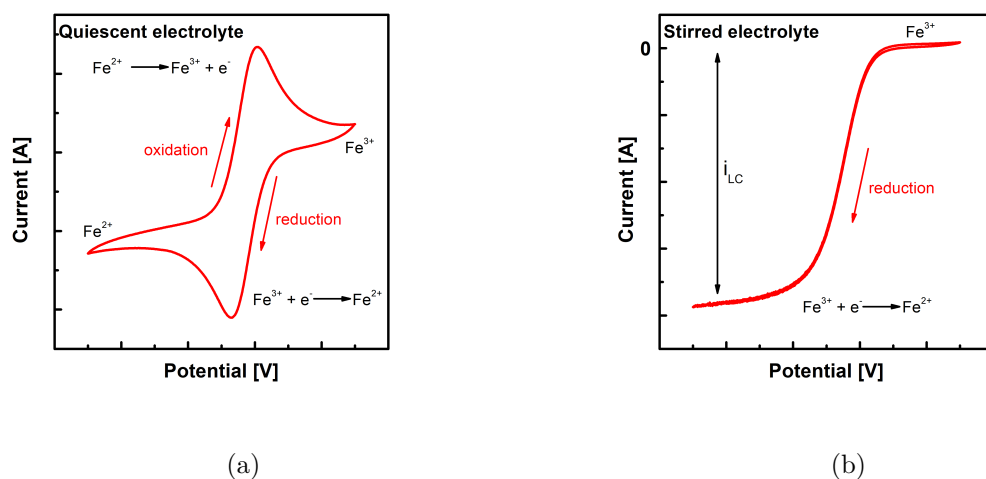 Quiescent electrolyte
Fe²⁺ ⟶ Fe³⁺ + e⁻
oxidation
Fe³⁺
Fe²⁺
reduction
Fe³⁺ + e⁻ ⟶ Fe²⁺
Current [A]
Potential [V]
(a)
Stirred electrolyte
Fe³⁺
0
i_LC
reduction
Fe³⁺ + e⁻ ⟶ Fe²⁺
Current [A]
Potential [V]
(b)